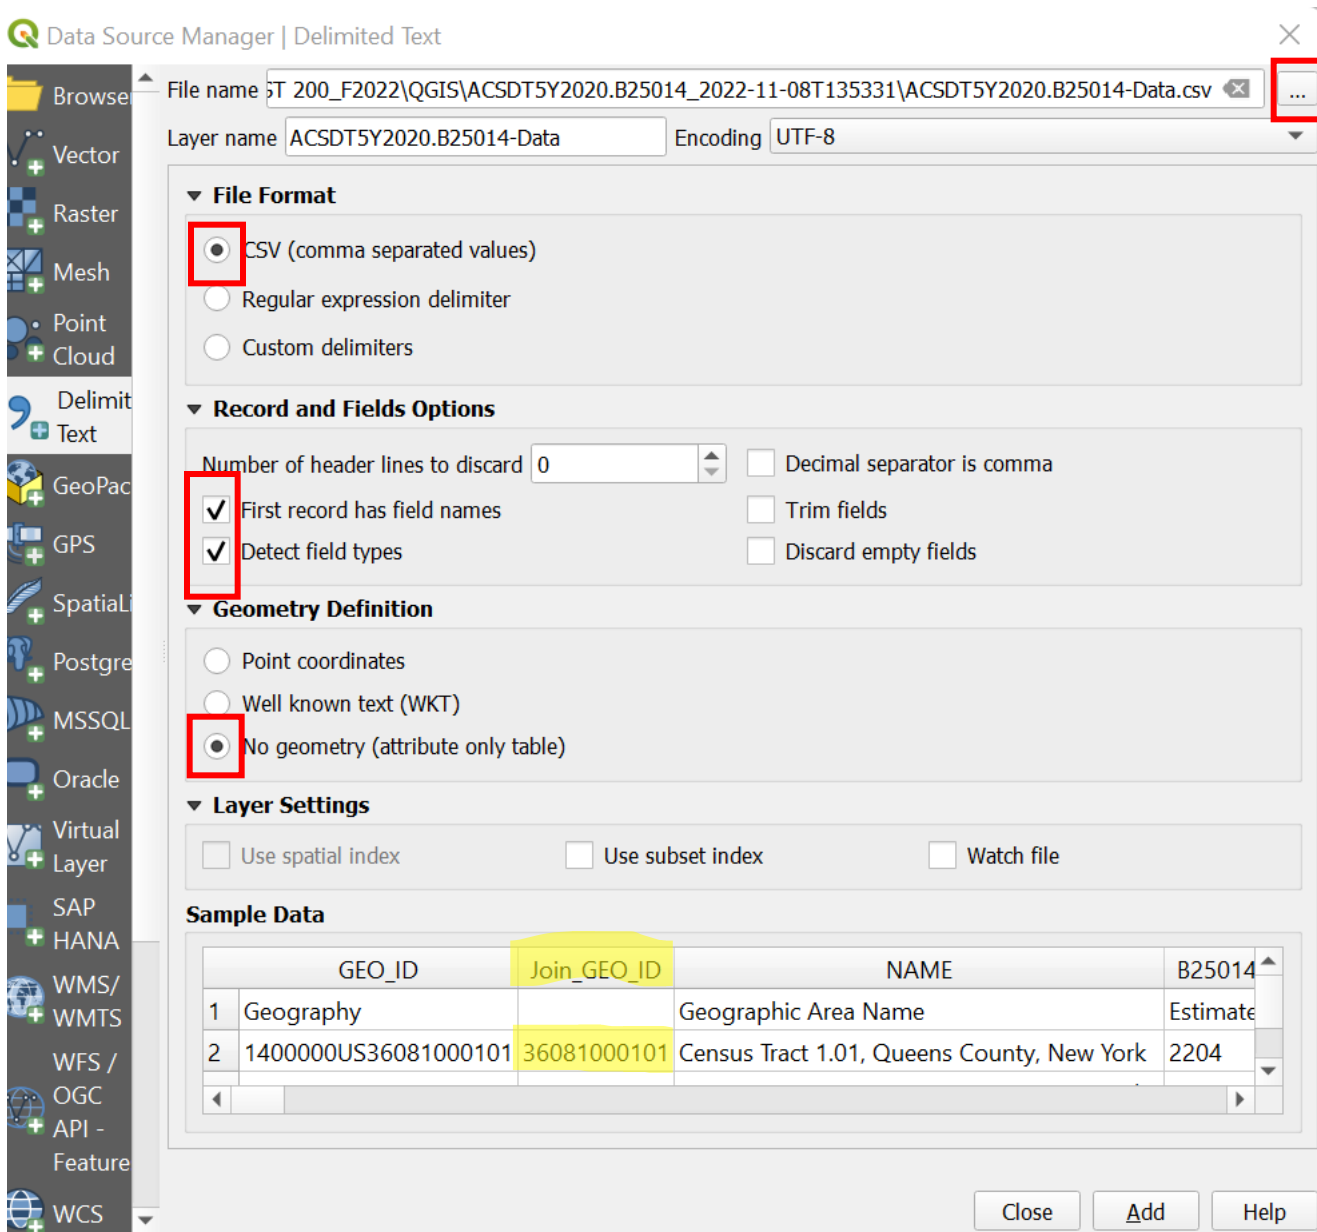 Data Source Manager | Delimited Text
File name ST 200_F2022\QGIS\ACSDT5Y2020.B25014_2022-11-08T135331\ACSDT5Y2020.B25014-Data.csv ...
Layer name ACSDT5Y2020.B25014-Data Encoding UTF-8
Browser
Vector
Raster
Mesh
Point
Cloud
Delimit
Text
GeoPac
GPS
SpatiaLi
Postgre
MSSQL
Oracle
Virtual
Layer
SAP
HANA
WMS/
WMTS
WFS /
OGC
API -
Feature
WCS
File Format
CSV (comma separated values)
Regular expression delimiter
Custom delimiters
Record and Fields Options
Number of header lines to discard 0 Decimal separator is comma
First record has field names Trim fields
Detect field types Discard empty fields
Geometry Definition
Point coordinates
Well known text (WKT)
No geometry (attribute only table)
Layer Settings
Use spatial index Use subset index Watch file
Sample Data
GEO_ID Join_GEO_ID NAME B25014
1 Geography Geographic Area Name Estimate
2 1400000US36081000101 36081000101 Census Tract 1.01, Queens County, New York 2204
Close Add Help